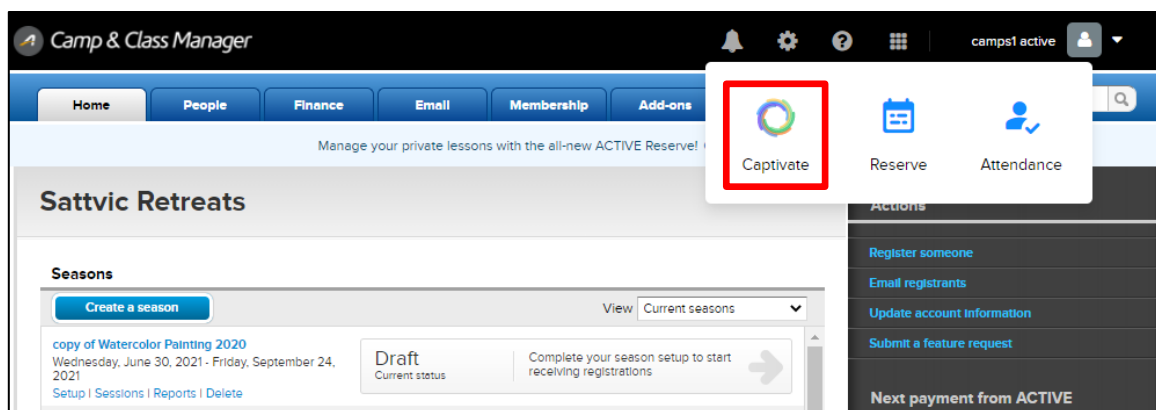 Camp & Class Manager
camps1 active
Home People Finance Email Membership Add-ons
Manage your private lessons with the all-new ACTIVE Reserve!
Captivate Reserve Attendance
Sattvic Retreats
Actions
Register someone
Email registrants
Update account information
Submit a feature request
Next payment from ACTIVE
Seasons
Create a season
View Current seasons
copy of Watercolor Painting 2020
Wednesday, June 30, 2021 - Friday, September 24,
2021
Setup | Sessions | Reports | Delete
Draft
Current status
Complete your season setup to start
receiving registrations